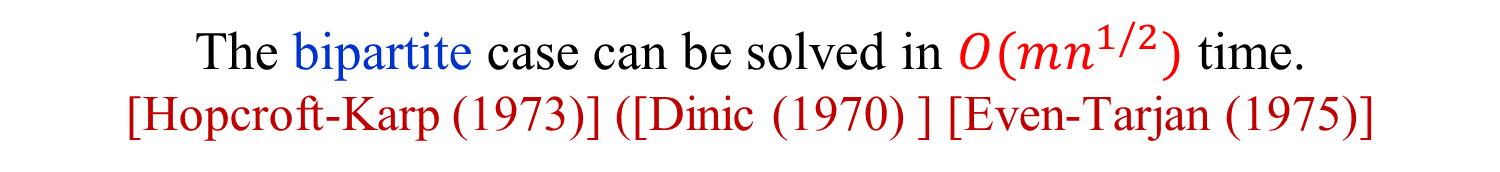 The bipartite case can be solved in O(mn^{1/2}) time.
[Hopcroft-Karp (1973)] ([Dinic (1970) ] [Even-Tarjan (1975)]